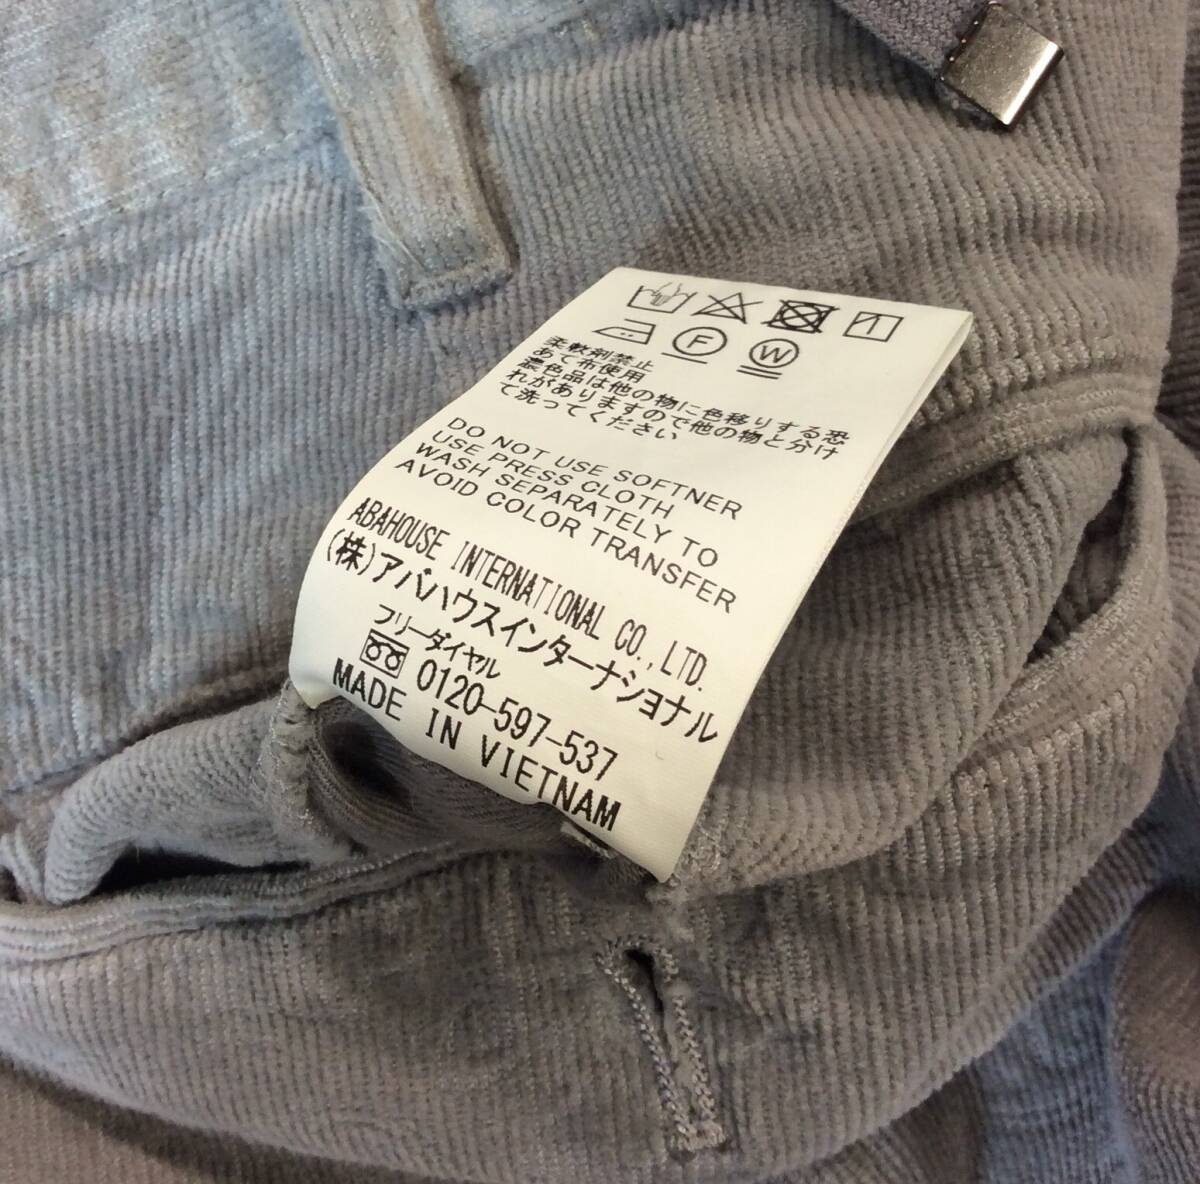 F W
柔軟剤禁止
あて布使用
濃色品は他の物に色移りする恐
れがありますので他の物と分け
て洗ってください
DO NOT USE SOFTNER
USE PRESS CLOTH
WASH SEPARATELY TO
AVOID COLOR TRANSFER
ABAHOUSE INTERNATIONAL CO.,LTD.
(株)アバハウスインターナショナル
フリーダイヤル
0120-597-537
MADE IN VIETNAM